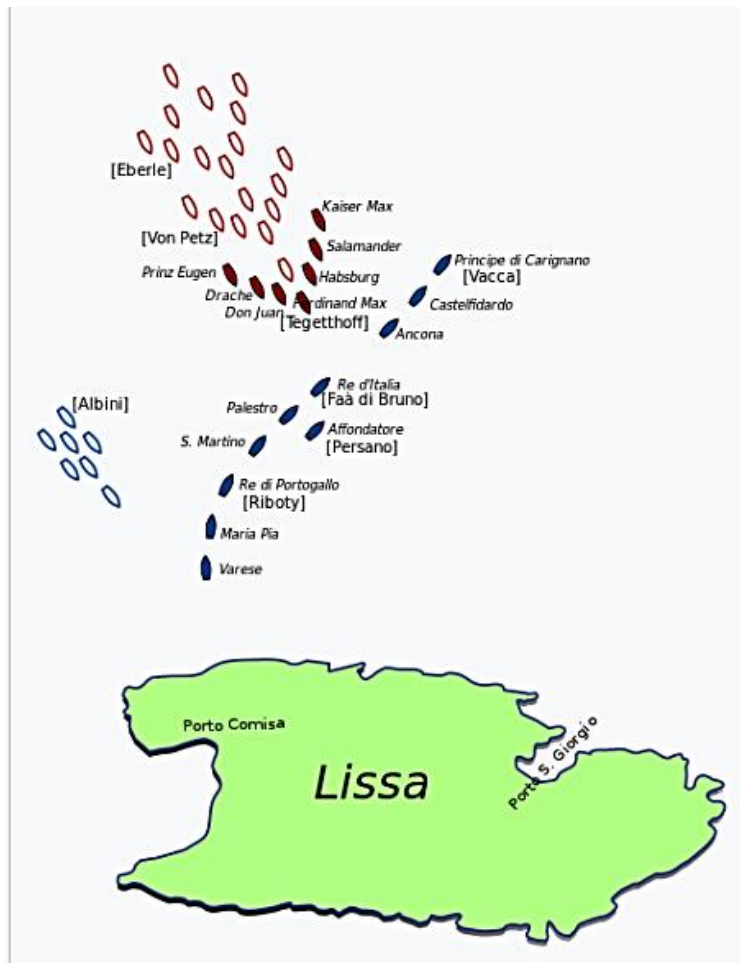 [Eberle]
Kaiser Max
[Von Petz]
Salamander
Principe di Carignano
Prinz Eugen
Habsburg
[Vacca]
Drache
Ferdinand Max
Castelfidardo
Don Juan
[Tegetthoff]
Ancona
Re d'Italia
[Albini]
[Faà di Bruno]
Palestro
Affondatore
S. Martino
[Persano]
Re di Portogallo
[Riboty]
Maria Pia
Varese
Porto Comisa
Porto S. Giorgio
Lissa